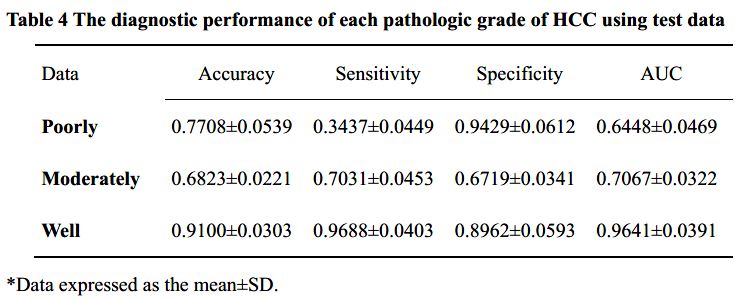 Table 4 The diagnostic performance of each pathologic grade of HCC using test data
Data Accuracy Sensitivity Specificity AUC
Poorly 0.7708±0.0539 0.3437±0.0449 0.9429±0.0612 0.6448±0.0469
Moderately 0.6823±0.0221 0.7031±0.0453 0.6719±0.0341 0.7067±0.0322
Well 0.9100±0.0303 0.9688±0.0403 0.8962±0.0593 0.9641±0.0391
*Data expressed as the mean±SD.